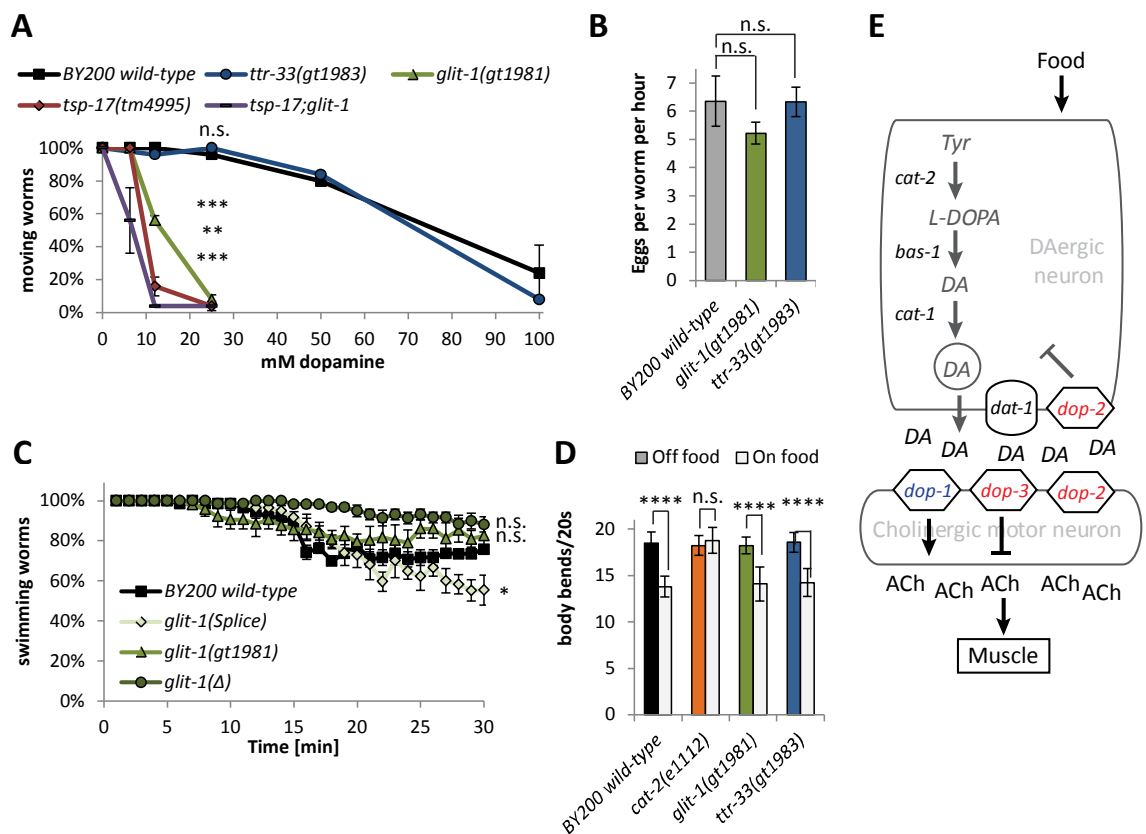 A
BY200 wild-type
ttr-33(gt1983)
glit-1(gt1981)
tsp-17(tm4995)
tsp-17;glit-1
moving worms
100%
80%
60%
40%
20%
0%
n.s.
***
**
***
0 10 20 30 40 50 60 70 80 90 100
mM dopamine
B
n.s.
n.s.
Eggs per worm per hour
7
6
5
4
3
2
1
0
BY200 wild-type
glit-1(gt1981)
ttr-33(gt1983)
C
swimming worms
100%
80%
60%
40%
20%
0%
n.s.
n.s.
*
BY200 wild-type
glit-1(Splice)
glit-1(gt1981)
glit-1(Δ)
0 5 10 15 20 25 30
Time [min]
D
Off food
On food
**** n.s. **** ****
body bends/20s
20
15
10
5
0
BY200 wild-type
cat-2(e1112)
glit-1(gt1981)
ttr-33(gt1983)
E
Food
Tyr
cat-2
L-DOPA
bas-1
DAergic
neuron
DA
cat-1
DA
dat-1
dop-2
DA DA DA DA DA
dop-1
dop-3
dop-2
Cholinergic motor neuron
ACh ACh ACh ACh ACh
Muscle